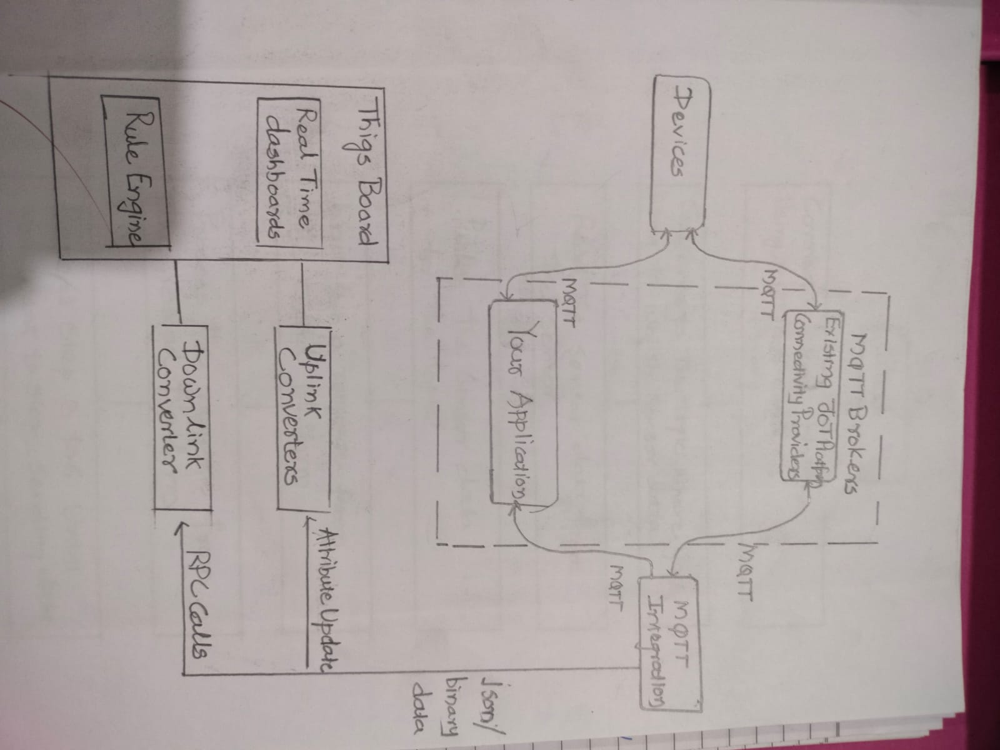 MQTT Brokers
Existing IoT Platform
Connectivity Providers
MQTT
MQTT
Devices
MQTT
Integration
MQTT
MQTT
Your Application
json/
binary
data
Thigs Board
Real Time
dashboards
Attribute Update
Uplink
Converters
Rule Engine
Downlink
Converter
RPC Calls